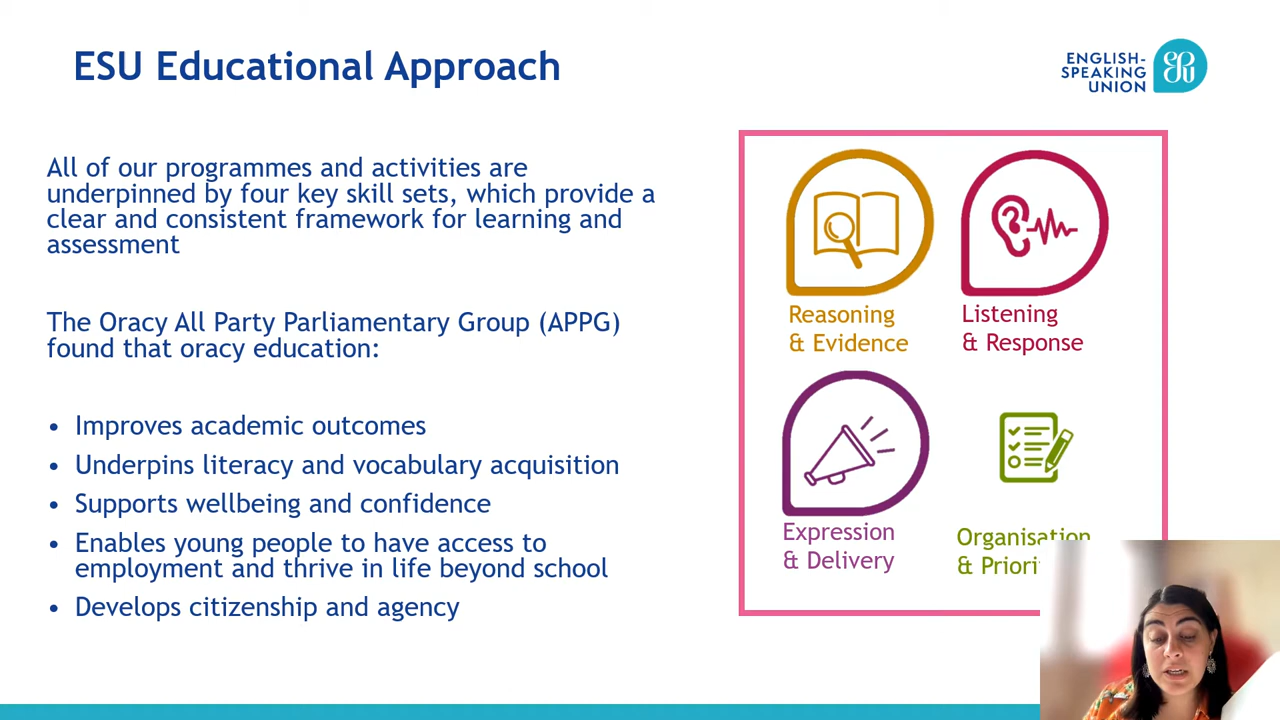 ESU Educational Approach
ENGLISH-
SPEAKING
UNION
All of our programmes and activities are
underpinned by four key skill sets, which provide a
clear and consistent framework for learning and
assessment
The Oracy All Party Parliamentary Group (APPG)
found that oracy education:
• Improves academic outcomes
• Underpins literacy and vocabulary acquisition
• Supports wellbeing and confidence
• Enables young people to have access to
employment and thrive in life beyond school
• Develops citizenship and agency
Reasoning
& Evidence
Listening
& Response
Expression
& Delivery
Organisation
&